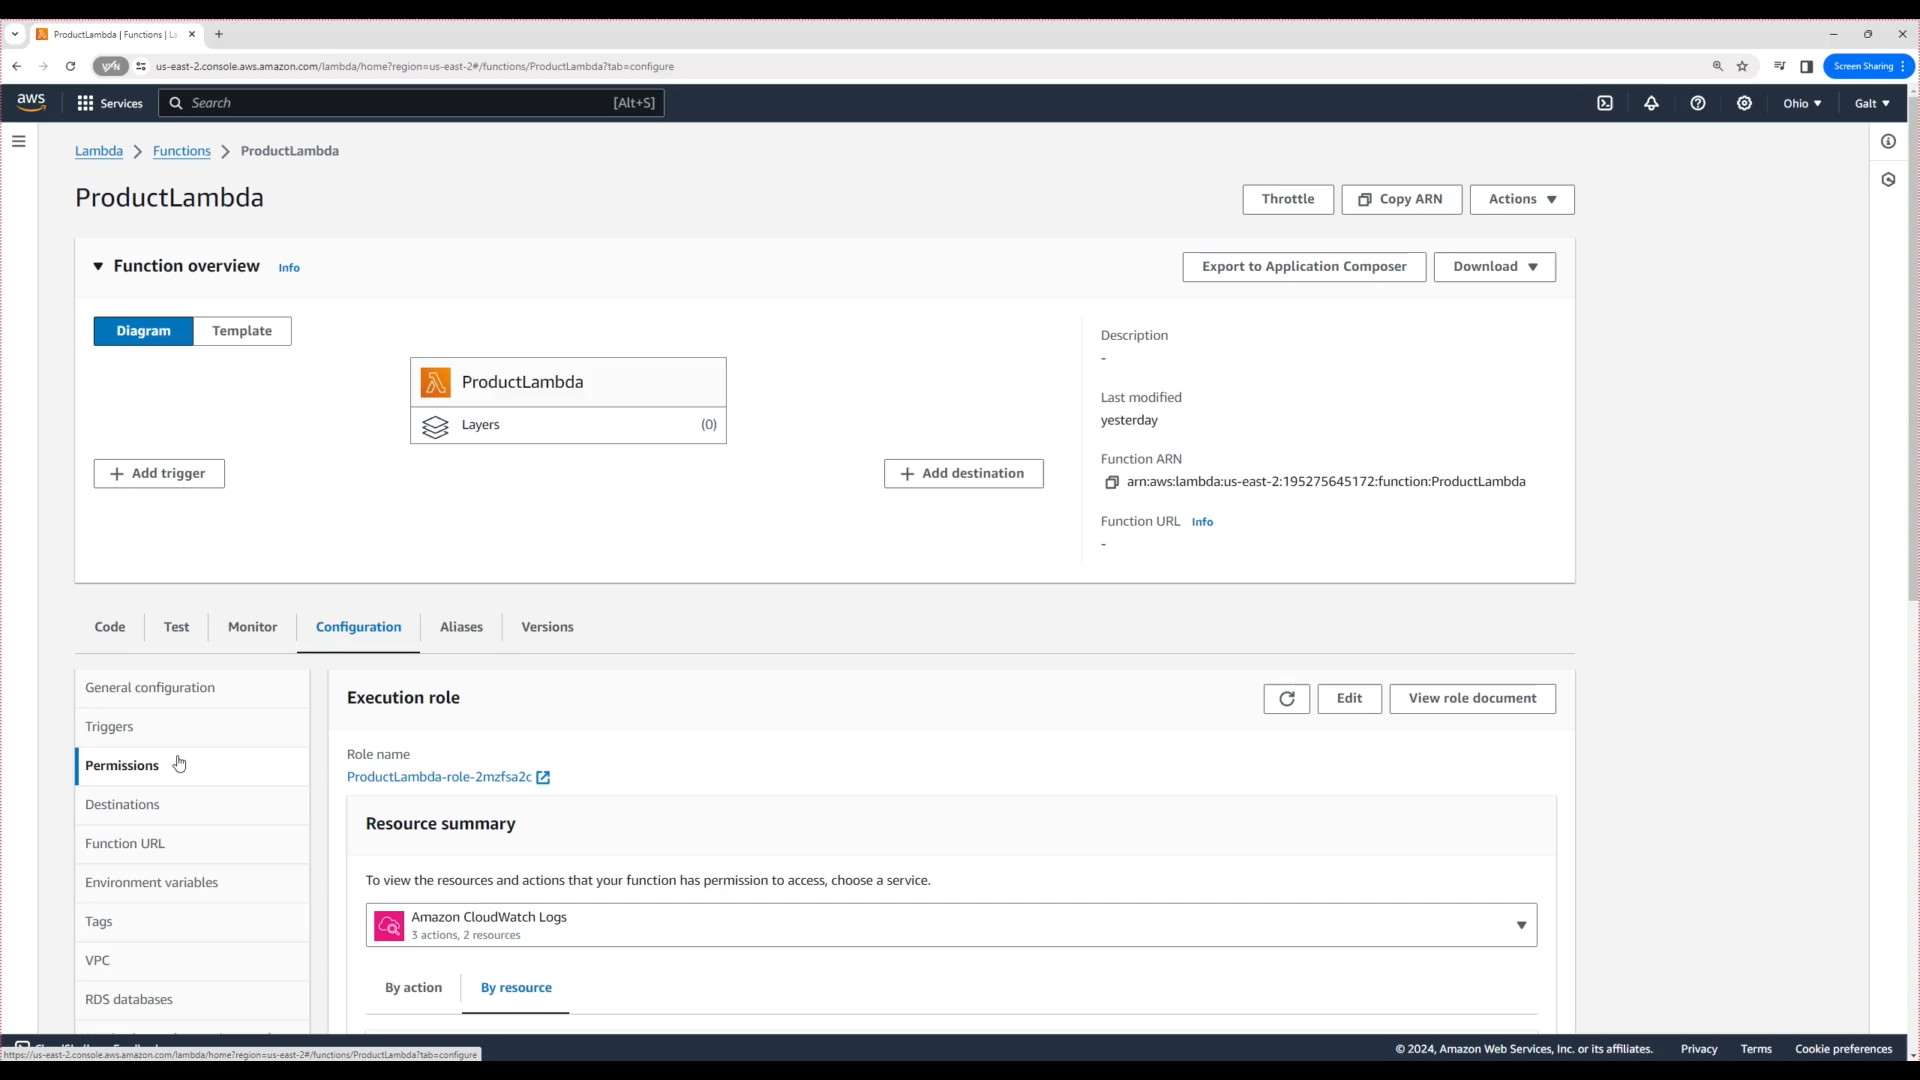 ProductLambda | Functions | La
VPN
us-east-2.console.aws.amazon.com/lambda/home?region=us-east-2#/functions/ProductLambda?tab=configure
Screen Sharing
aws
Services
Search
[Alt+S]
Ohio ▼
Galt ▼
Lambda > Functions > ProductLambda
ProductLambda
Throttle
Copy ARN
Actions ▼
▼ Function overview Info
Export to Application Composer
Download ▼
Diagram
Template
ProductLambda
Layers
(0)
+ Add trigger
+ Add destination
Description
-
Last modified
yesterday
Function ARN
arn:aws:lambda:us-east-2:195275645172:function:ProductLambda
Function URL Info
-
Code
Test
Monitor
Configuration
Aliases
Versions
General configuration
Triggers
Permissions
Destinations
Function URL
Environment variables
Tags
VPC
RDS databases
Execution role
Edit
View role document
Role name
ProductLambda-role-2mzfsa2c
Resource summary
To view the resources and actions that your function has permission to access, choose a service.
Amazon CloudWatch Logs
3 actions, 2 resources
By action
By resource
https://us-east-2.console.aws.amazon.com/lambda/home?region=us-east-2#/functions/ProductLambda?tab=configure
© 2024, Amazon Web Services, Inc. or its affiliates.
Privacy
Terms
Cookie preferences